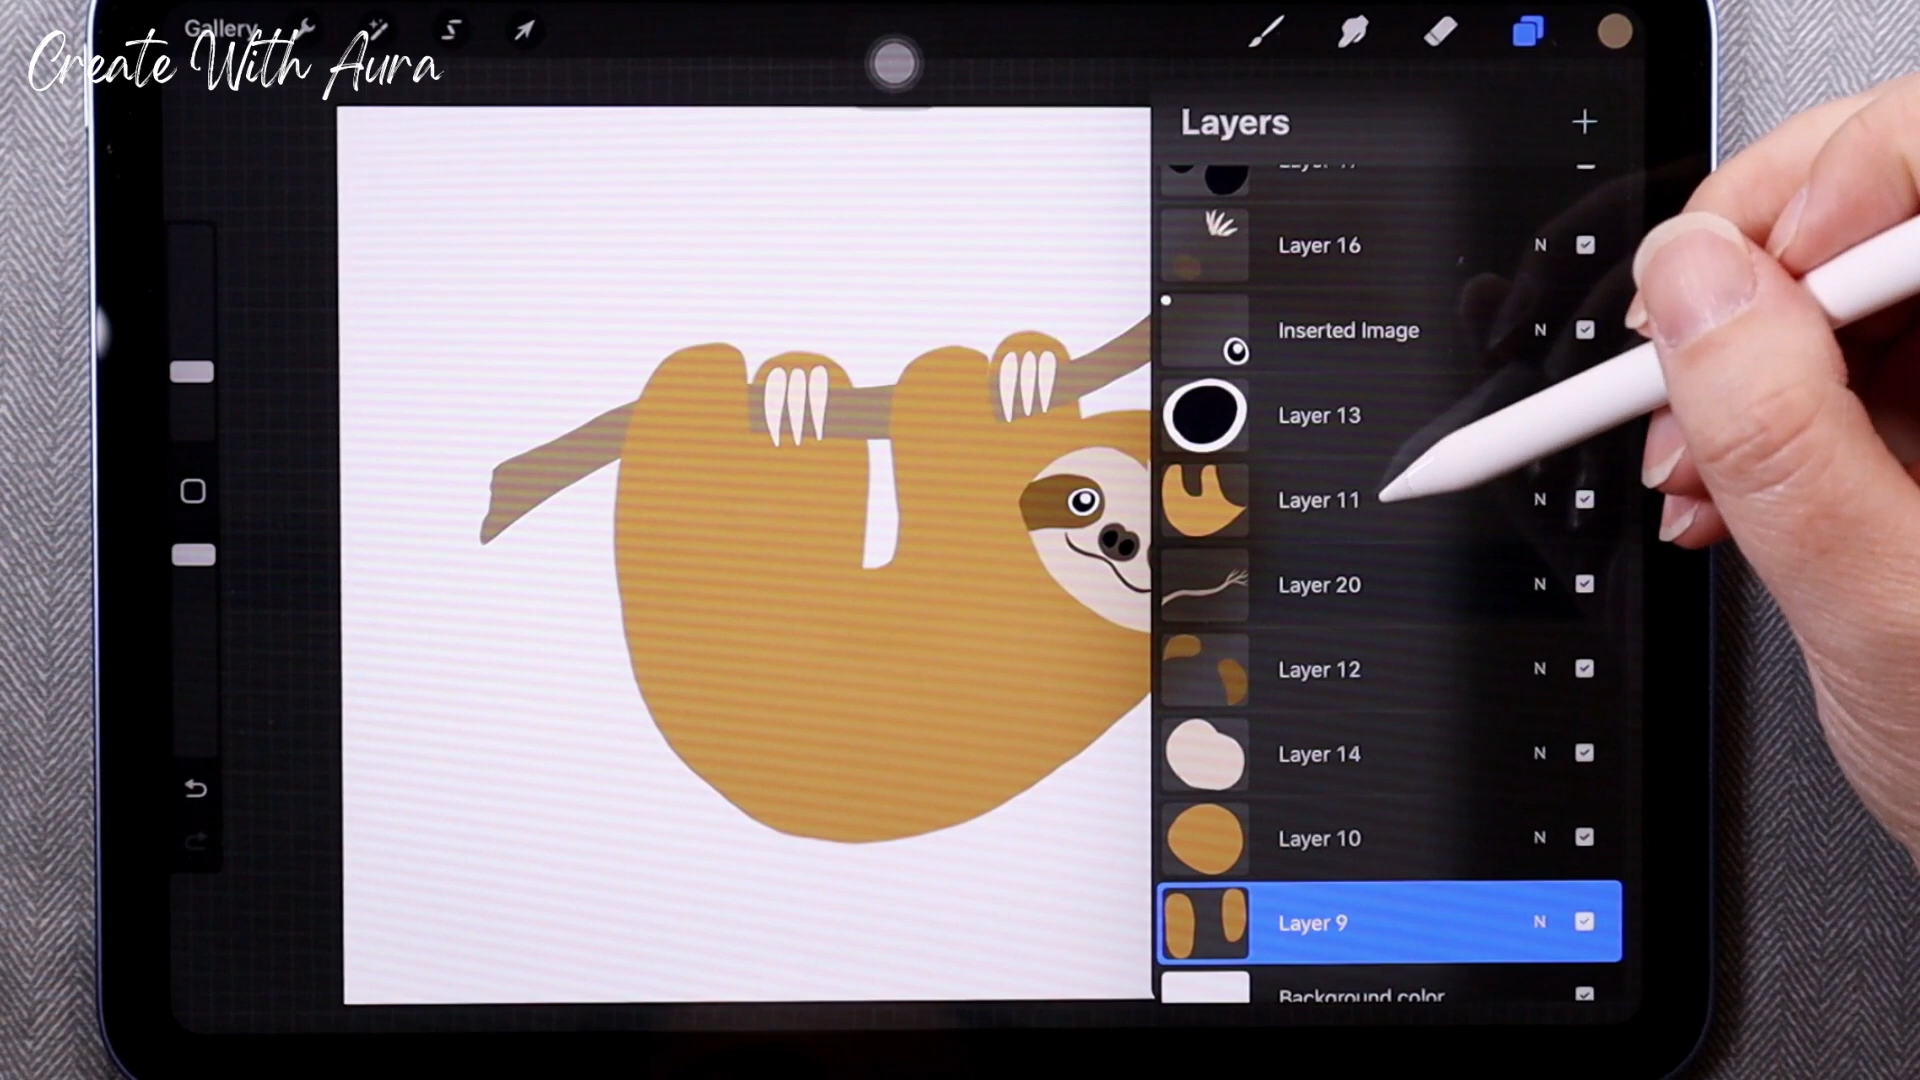 Gallery
Create With Aura
Layers
Layer 16 N
Inserted Image N
Layer 13
Layer 11 N
Layer 20 N
Layer 12 N
Layer 14 N
Layer 10 N
Layer 9 N
Background color